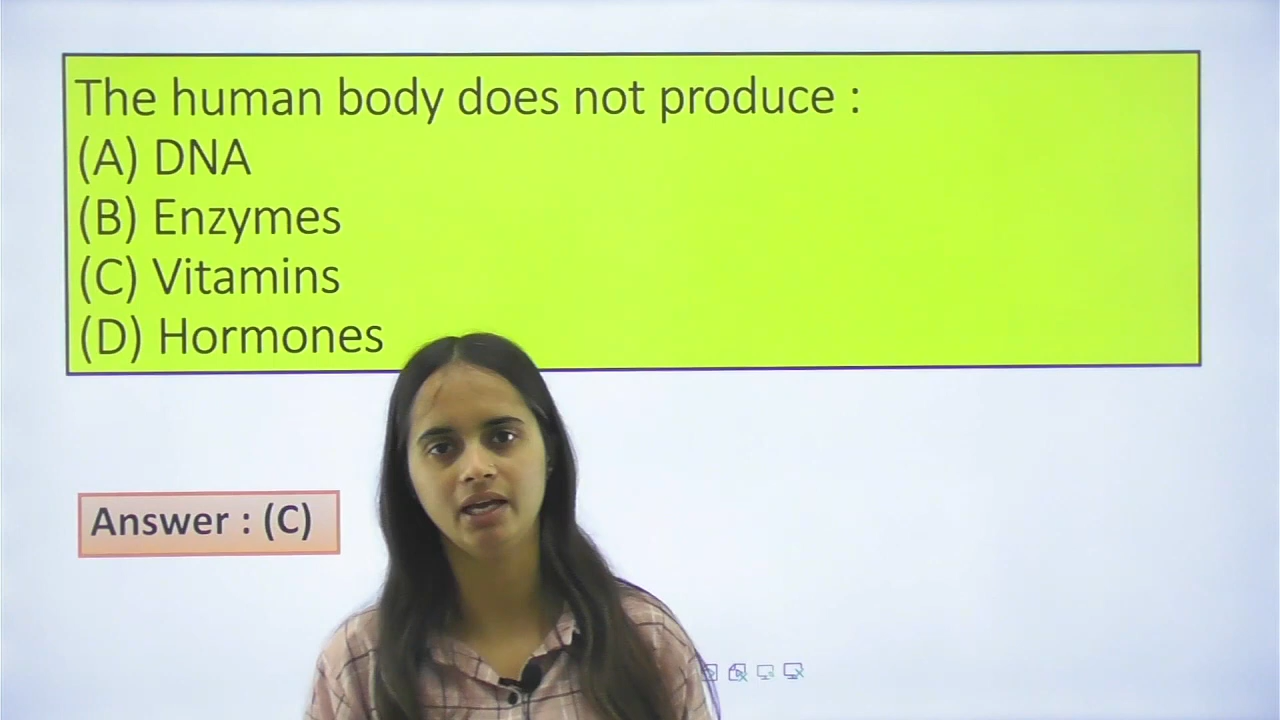 The human body does not produce :
(A) DNA
(B) Enzymes
(C) Vitamins
(D) Hormones
Answer : (C)